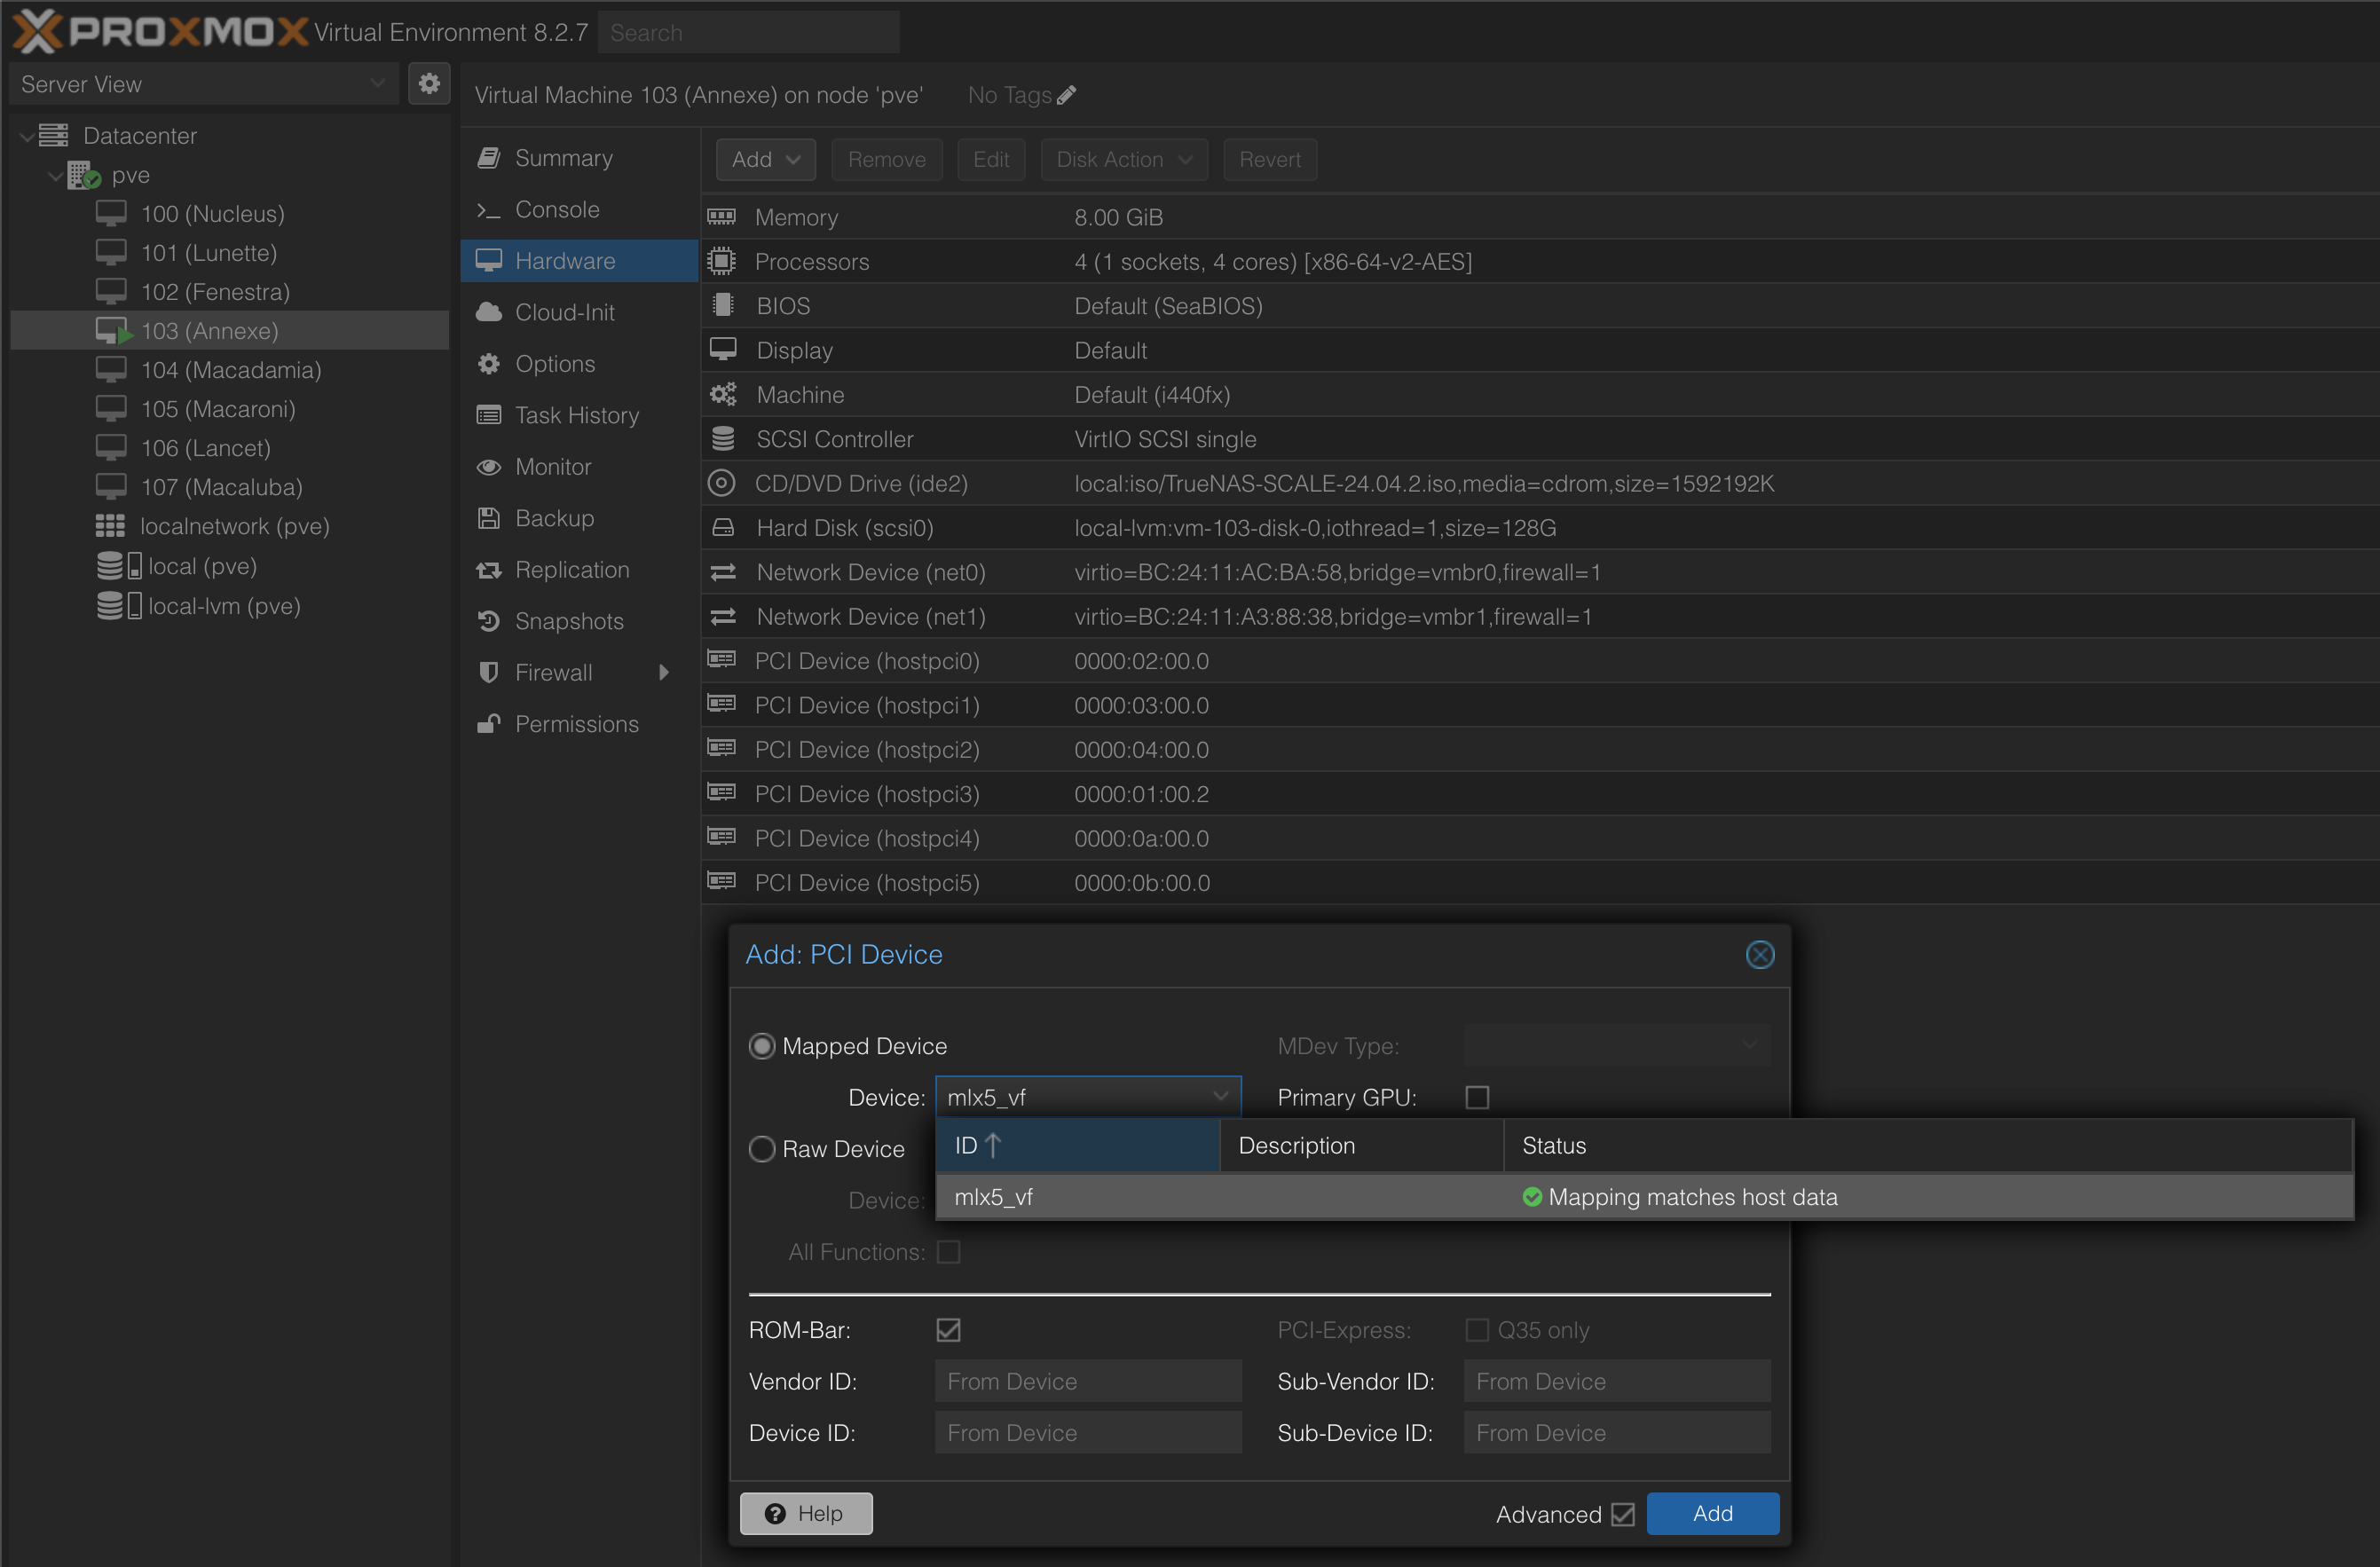 PROXMOX Virtual Environment 8.2.7 Search
Server View
Datacenter
pve
100 (Nucleus)
101 (Lunette)
102 (Fenestra)
103 (Annexe)
104 (Macadamia)
105 (Macaroni)
106 (Lancet)
107 (Macaluba)
localnetwork (pve)
local (pve)
local-lvm (pve)
Virtual Machine 103 (Annexe) on node 'pve' No Tags
Summary
Console
Hardware
Cloud-Init
Options
Task History
Monitor
Backup
Replication
Snapshots
Firewall
Permissions
Add Remove Edit Disk Action Revert
Memory 8.00 GiB
Processors 4 (1 sockets, 4 cores) [x86-64-v2-AES]
BIOS Default (SeaBIOS)
Display Default
Machine Default (i440fx)
SCSI Controller VirtIO SCSI single
CD/DVD Drive (ide2) local:iso/TrueNAS-SCALE-24.04.2.iso,media=cdrom,size=1592192K
Hard Disk (scsi0) local-lvm:vm-103-disk-0,iothread=1,size=128G
Network Device (net0) virtio=BC:24:11:AC:BA:58,bridge=vmbr0,firewall=1
Network Device (net1) virtio=BC:24:11:A3:88:38,bridge=vmbr1,firewall=1
PCI Device (hostpci0) 0000:02:00.0
PCI Device (hostpci1) 0000:03:00.0
PCI Device (hostpci2) 0000:04:00.0
PCI Device (hostpci3) 0000:01:00.2
PCI Device (hostpci4) 0000:0a:00.0
PCI Device (hostpci5) 0000:0b:00.0
Add: PCI Device
Mapped Device MDev Type:
Device: mlx5_vf Primary GPU:
Raw Device
ID Description Status
mlx5_vf Mapping matches host data
Device:
All Functions:
ROM-Bar: PCI-Express: Q35 only
Vendor ID: From Device Sub-Vendor ID: From Device
Device ID: From Device Sub-Device ID: From Device
Help Advanced Add